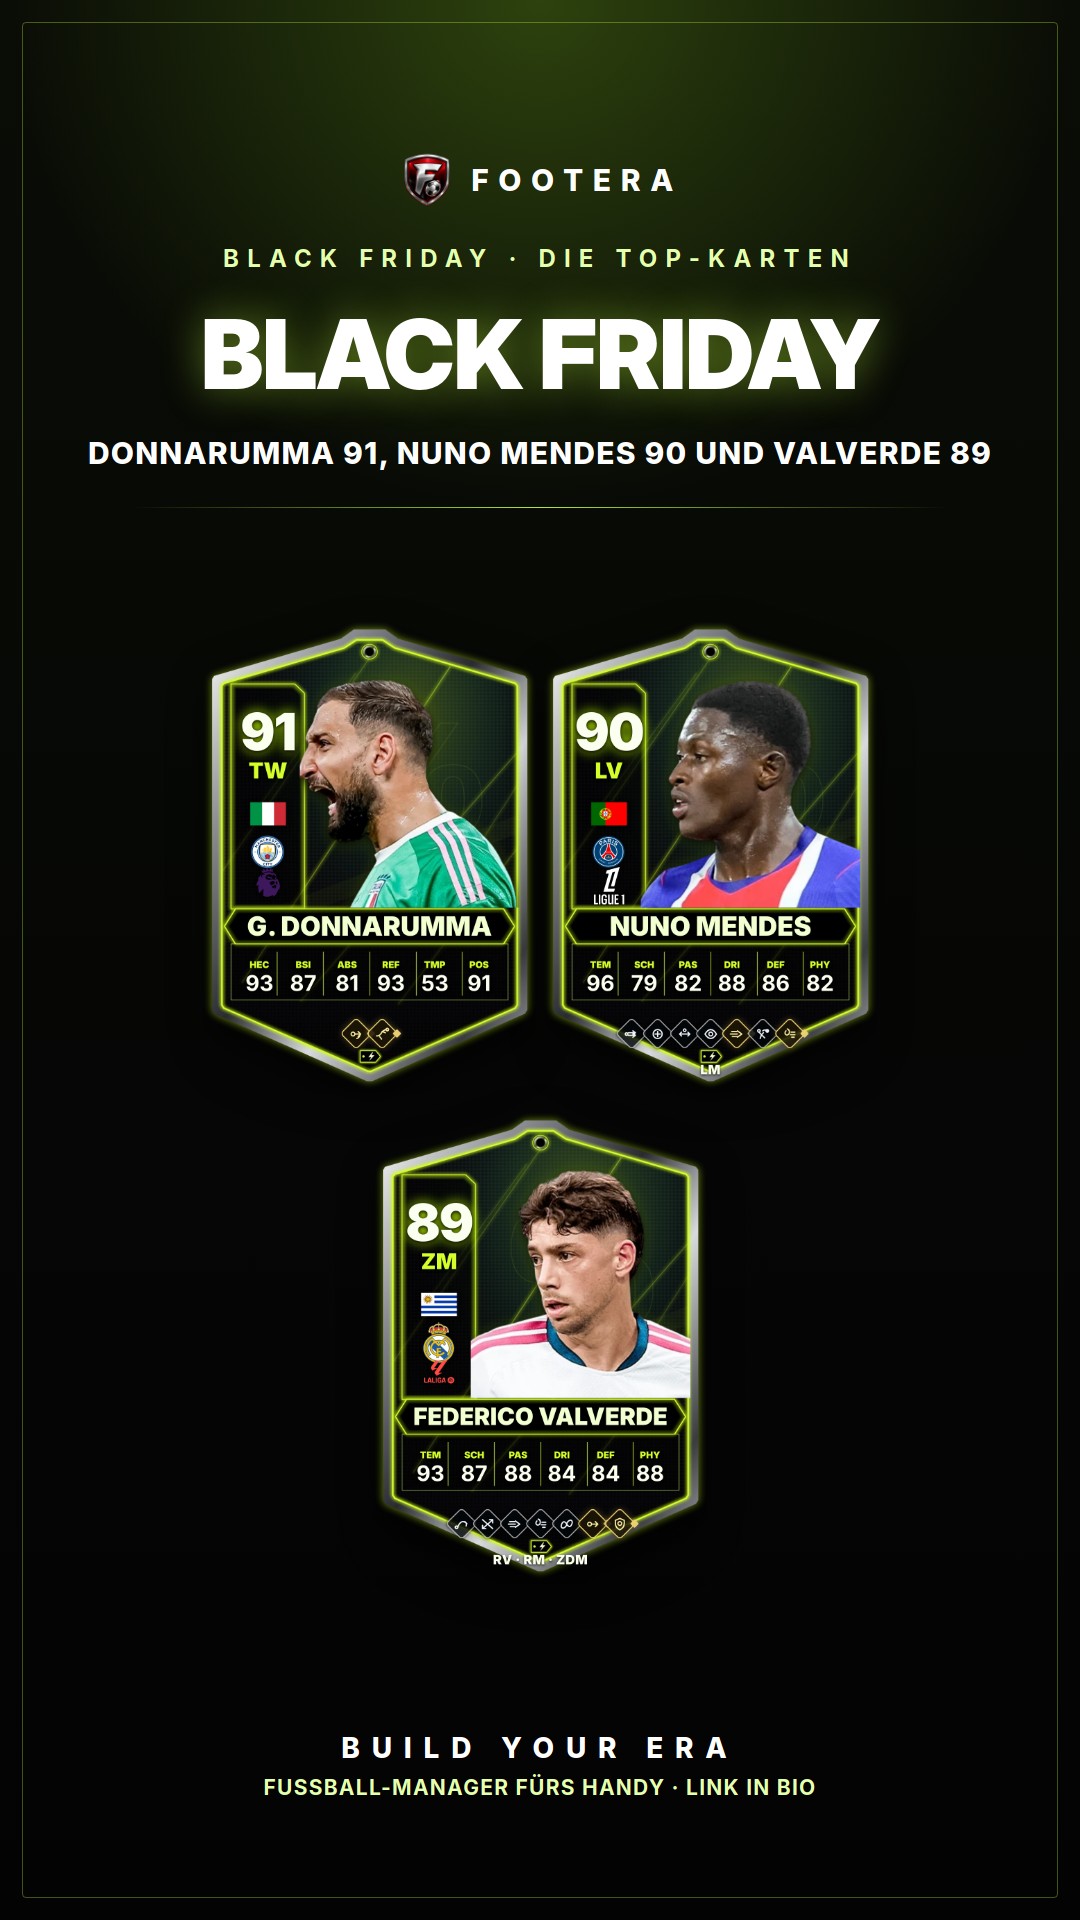 FOOTERA
BLACK FRIDAY · DIE TOP-KARTEN
BLACK FRIDAY
DONNARUMMA 91, NUNO MENDES 90 UND VALVERDE 89
91
TW
G. DONNARUMMA
HEC BSI ABS REF TMP POS
93 87 81 93 53 91
90
LV
PARIS
LIGUE 1
NUNO MENDES
TEM SCH PAS DRI DEF PHY
96 79 82 88 86 82
LM
89
ZM
LALIGA
FEDERICO VALVERDE
TEM SCH PAS DRI DEF PHY
93 87 88 84 84 88
RV · RM · ZDM
BUILD YOUR ERA
FUSSBALL-MANAGER FÜRS HANDY · LINK IN BIO